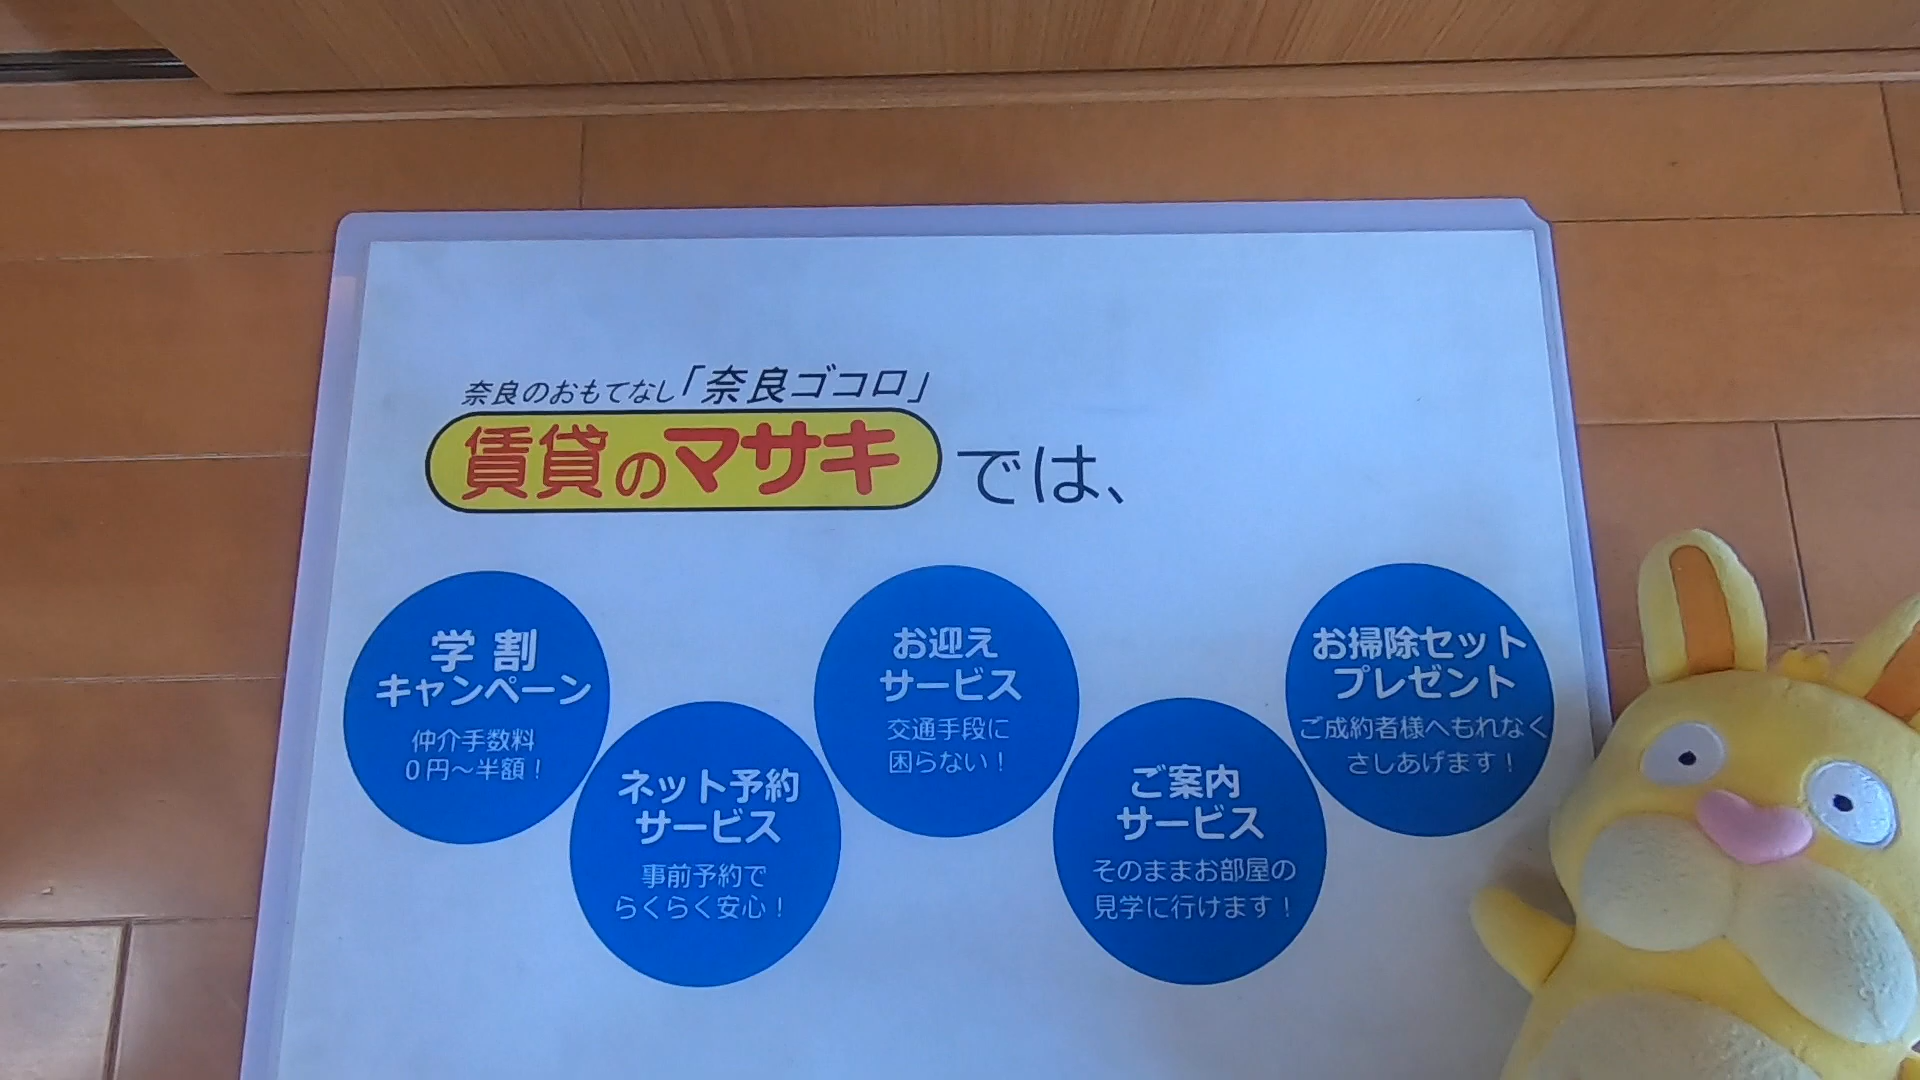 奈良のおもてなし「奈良ゴコロ」
賃貸のマサキでは、
学割
キャンペーン
仲介手数料
0円～半額！
ネット予約
サービス
事前予約で
らくらく安心！
お迎え
サービス
交通手段に
困らない！
ご案内
サービス
そのままお部屋の
見学に行けます！
お掃除セット
プレゼント
ご成約者様へもれなく
さしあげます！